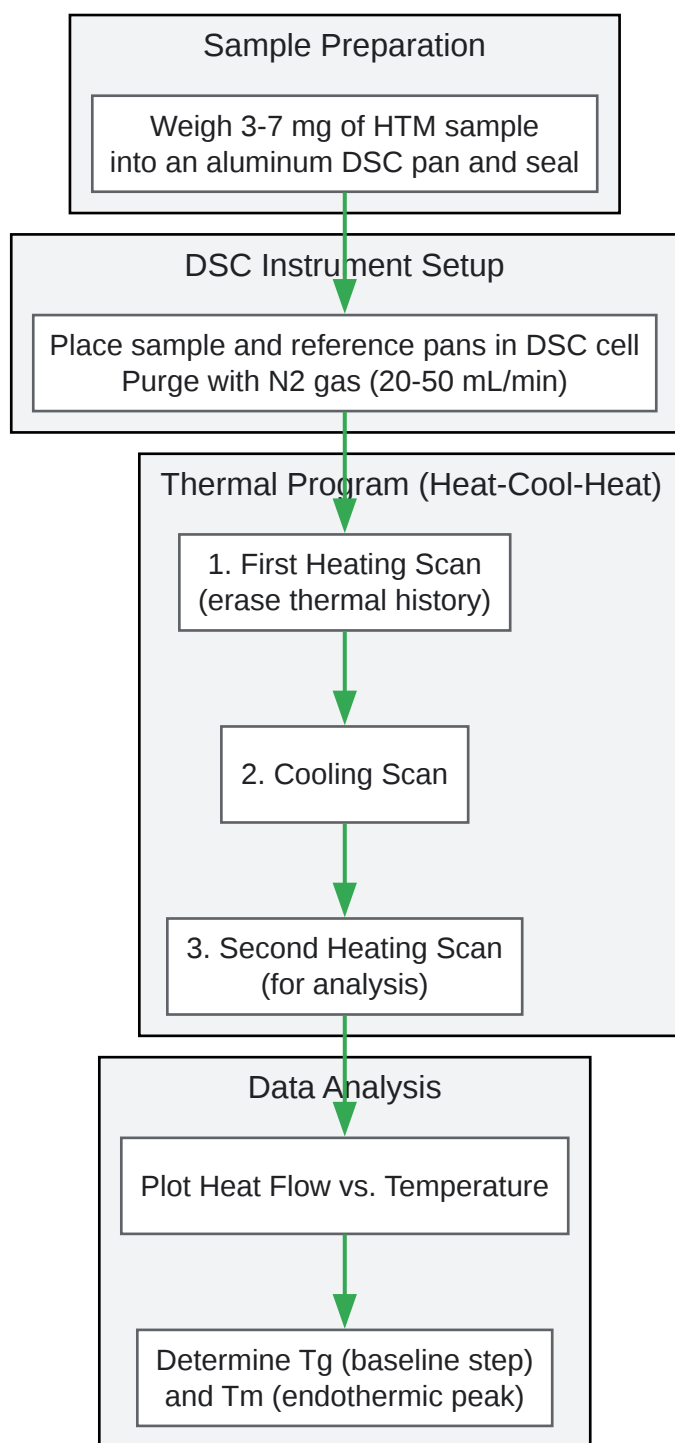 Sample Preparation
Weigh 3-7 mg of HTM sample
into an aluminum DSC pan and seal
DSC Instrument Setup
Place sample and reference pans in DSC cell
Purge with N2 gas (20-50 mL/min)
Thermal Program (Heat-Cool-Heat)
1. First Heating Scan
(erase thermal history)
2. Cooling Scan
3. Second Heating Scan
(for analysis)
Data Analysis
Plot Heat Flow vs. Temperature
Determine Tg (baseline step)
and Tm (endothermic peak)